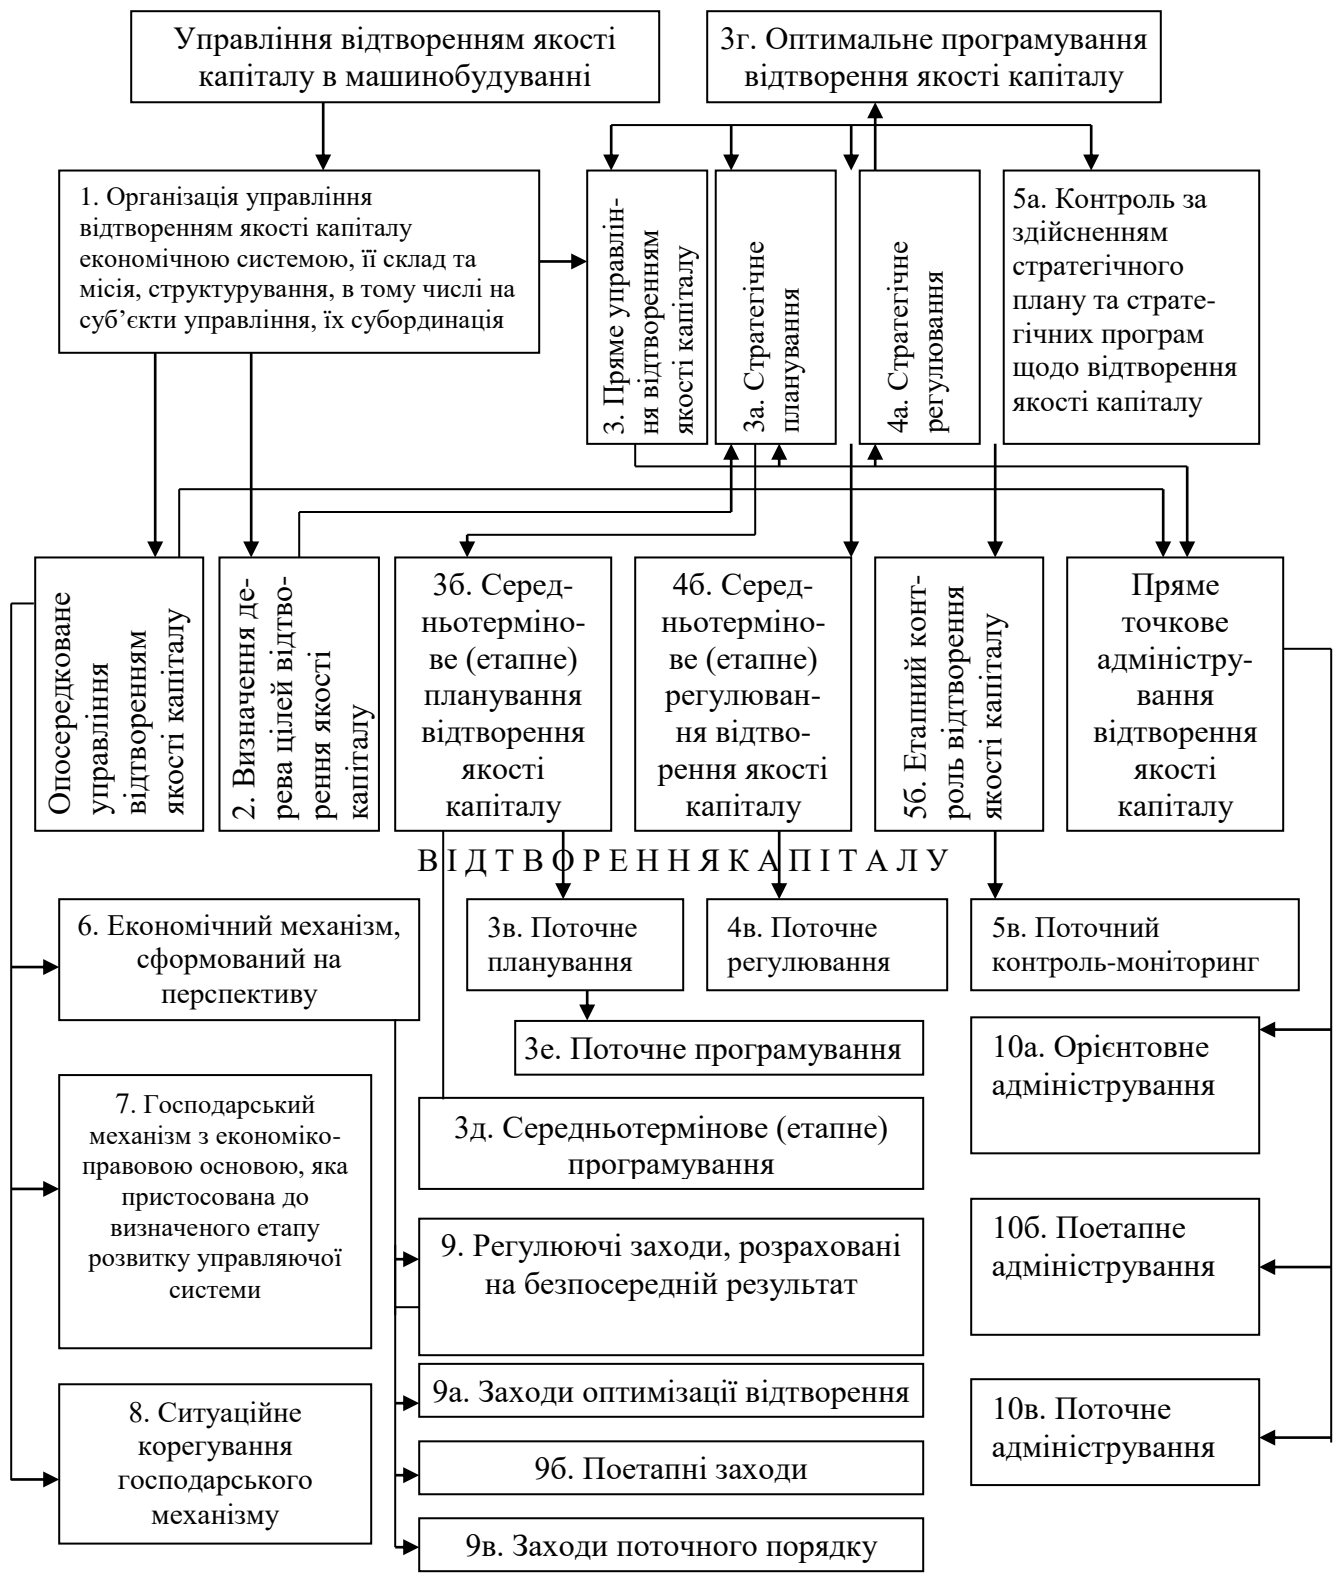 Управління відтворенням якості
капіталу в машинобудуванні
3г. Оптимальне програмування
відтворення якості капіталу
1. Організація управління
відтворенням якості капіталу
економічною системою, її склад та
місія, структурування, в тому числі на
суб’єкти управління, їх субординація
3. Пряме управлін-
ня відтворенням
якості капіталу
3а. Стратегічне
планування
4а. Стратегічне
регулювання
5а. Контроль за
здійсненням
стратегічного
плану та страте-
гічних програм
щодо відтворення
якості капіталу
Опосередковане
управління
відтворенням
якості капіталу
2. Визначення де-
рева цілей відтво-
рення якості
капіталу
3б. Серед-
ньотерміно-
ве (етапне)
планування
відтворення
якості
капіталу
4б. Серед-
ньотерміно-
ве (етапне)
регулюван-
ня відтво-
рення якості
капіталу
5б. Етапний конт-
роль відтворення
якості капіталу
Пряме
точкове
адміністру-
вання
відтворення
якості
капіталу
В І Д Т В О Р Е Н Н Я К А П І Т А Л У
6. Економічний механізм,
сформований на
перспективу
3в. Поточне
планування
4в. Поточне
регулювання
5в. Поточний
контроль-моніторинг
3е. Поточне програмування
10а. Орієнтовне
адміністрування
7. Господарський
механізм з економіко-
правовою основою, яка
пристосована до
визначеного етапу
розвитку управляючої
системи
3д. Середньотермінове (етапне)
програмування
9. Регулюючі заходи, розраховані
на безпосередній результат
10б. Поетапне
адміністрування
9а. Заходи оптимізації відтворення
8. Ситуаційне
корегування
господарського
механізму
10в. Поточне
адміністрування
9б. Поетапні заходи
9в. Заходи поточного порядку